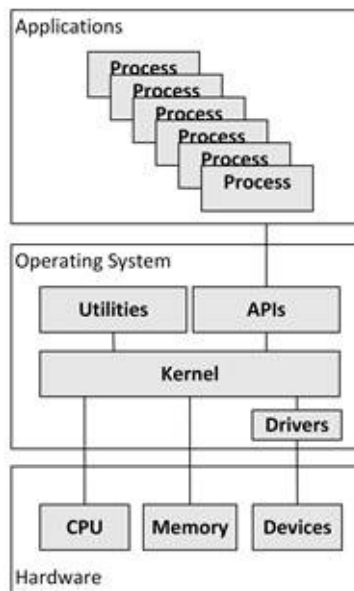 Applications
Process
Process
Process
Process
Process
Process
Operating System
Utilities APIs
Kernel
Drivers
CPU Memory Devices
Hardware